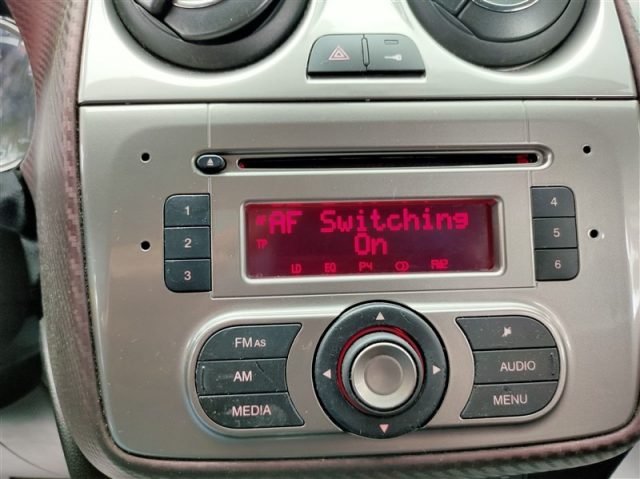 1
2
3
AF AF Switching
TP On
LD EQ P4 FM2
4
5
6
FM AS
AM
MEDIA
AUDIO
MENU